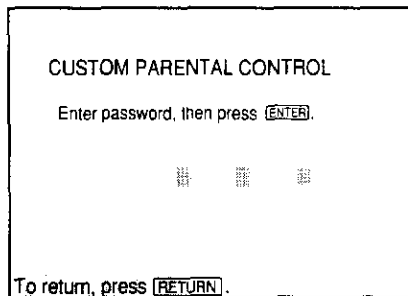 CUSTOM PARENTAL CONTROL
Enter password, then press ENTER.
To return, press RETURN.